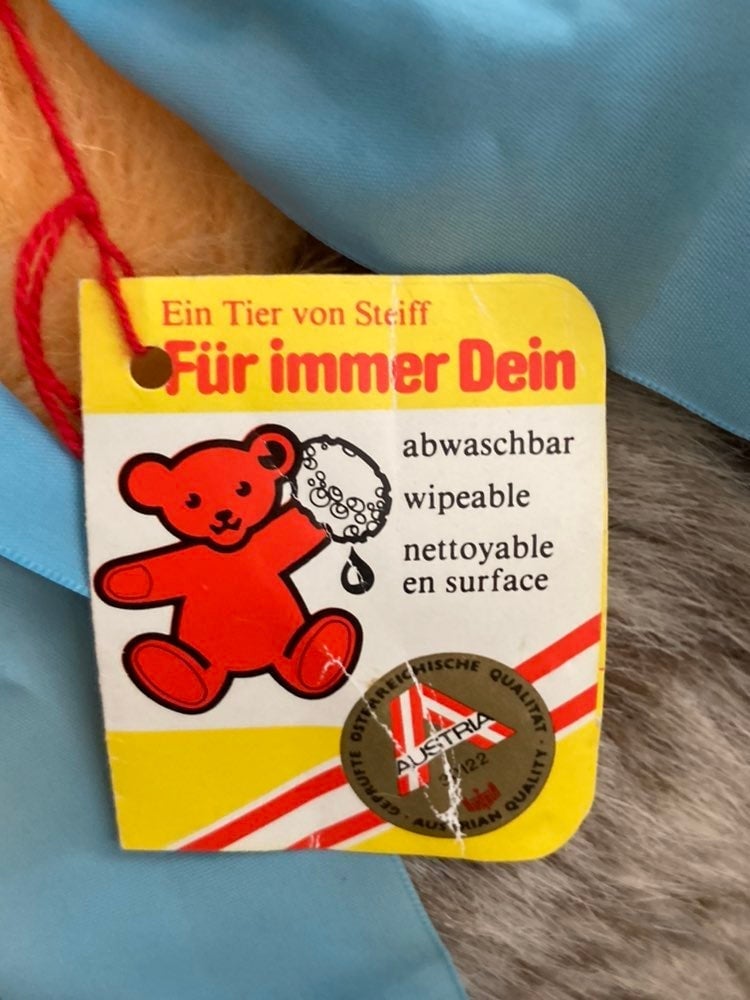 Ein Tier von Steiff
Für immer Dein
abwaschbar
wipeable
nettoyable
en surface
GEPRÜFTE ÖSTERREICHISCHE QUALITÄT
AUSTRIA
· AUSTRIAN QUALITY ·